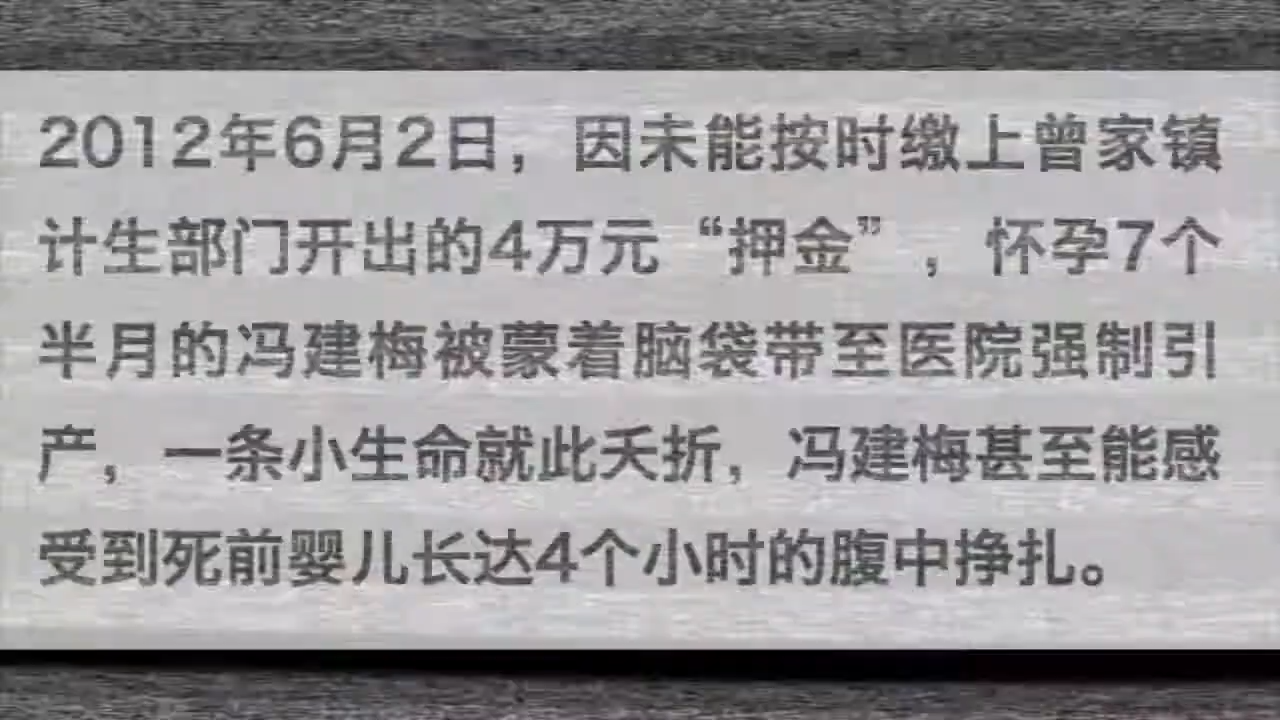 2012年6月2日，因未能按时缴上曾家镇
计生部门开出的4万元“押金”，怀孕7个
半月的冯建梅被蒙着脑袋带至医院强制引
产，一条小生命就此夭折，冯建梅甚至能感
受到死前婴儿长达4个小时的腹中挣扎。